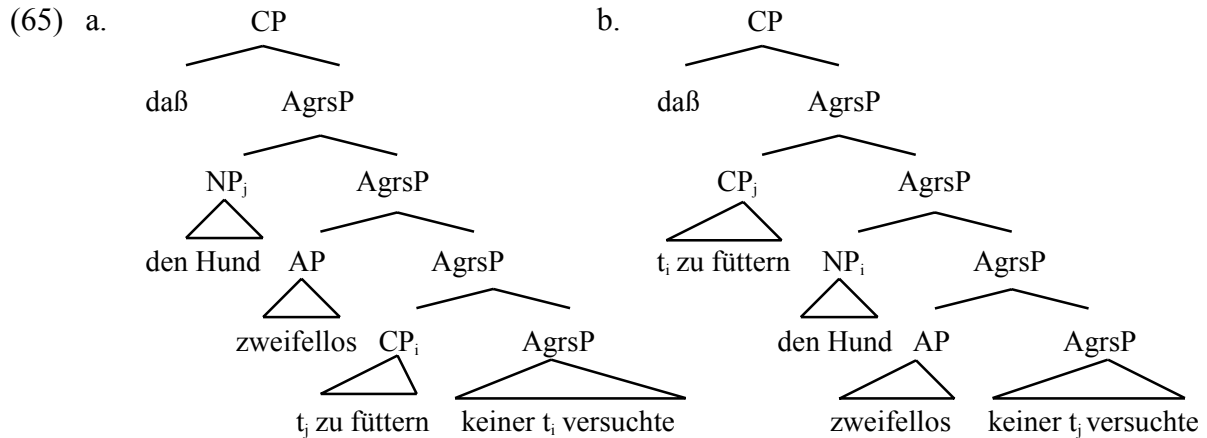 (65) a. CP b. CP
daß AgrsP daß AgrsP
NPj AgrsP CPj AgrsP
den Hund AP AgrsP ti zu füttern NPi AgrsP
zweifellos CPi AgrsP den Hund AP AgrsP
tj zu füttern keiner ti versuchte zweifellos keiner tj versuchte